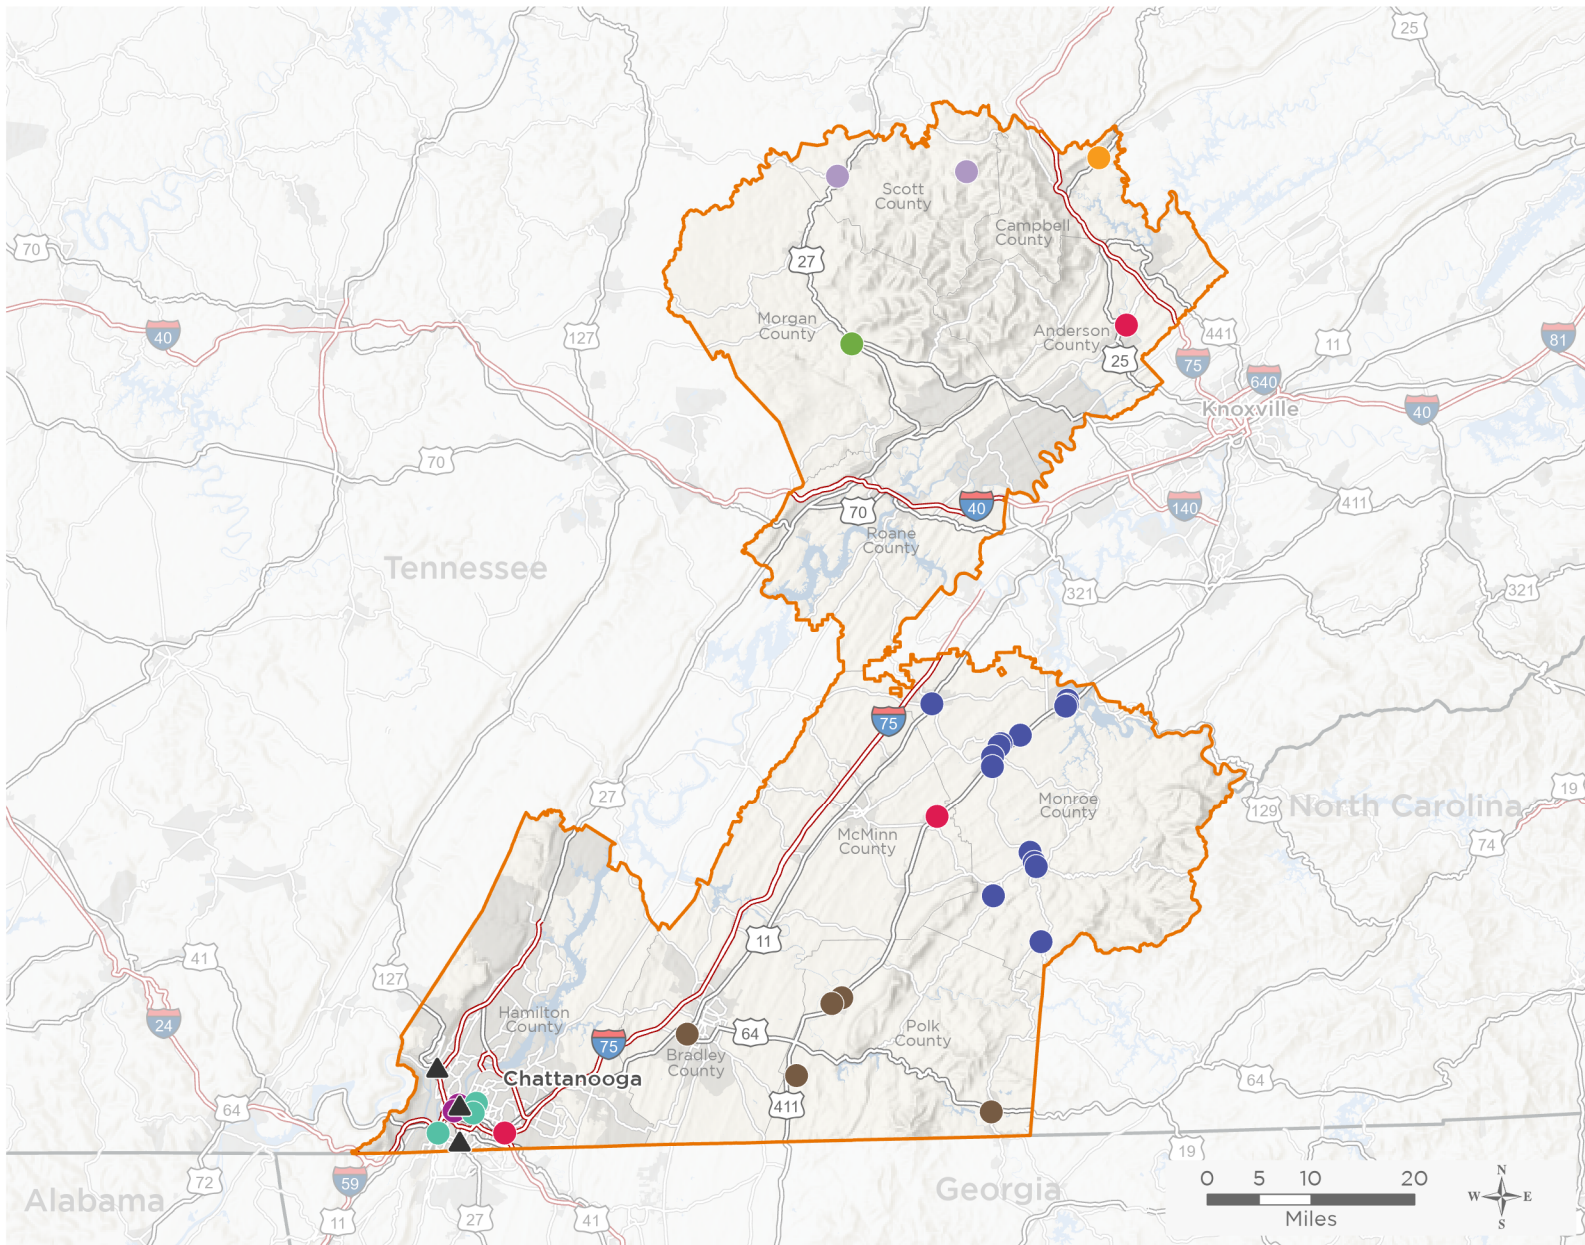 25
Scott
County
Campbell
County
70
27
Morgan
County
40
127
Anderson
County
441
11
81
25
75
640
Knoxville
40
70
70
40
140
411
Roane
County
Tennessee
321
321
75
27
Monroe
County
129
North Carolina
19
McMinn
County
74
11
41
127
24
Hamilton
County
75
64
Polk
County
Bradley
County
Chattanooga
64
64
411
19
59
72
Alabama
Georgia
11
27
41
0
5
10
20
Miles
N
W
E
S